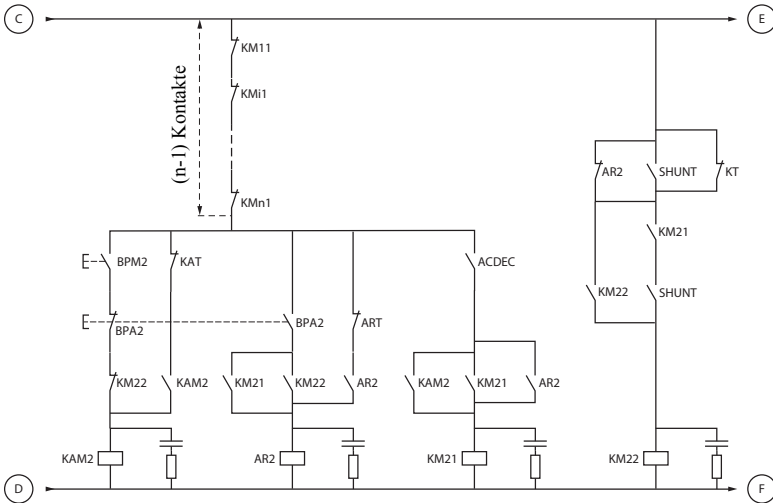 C
E
KM11
KMi1
(n-1) Kontakte
KMn1
AR2
SHUNT
KT
KM21
BPM2
KAT
ACDEC
KM22
SHUNT
BPA2
BPA2
ART
KM22
KAM2
KM21
KM22
AR2
KAM2
KM21
AR2
KAM2
AR2
KM21
KM22
D
F